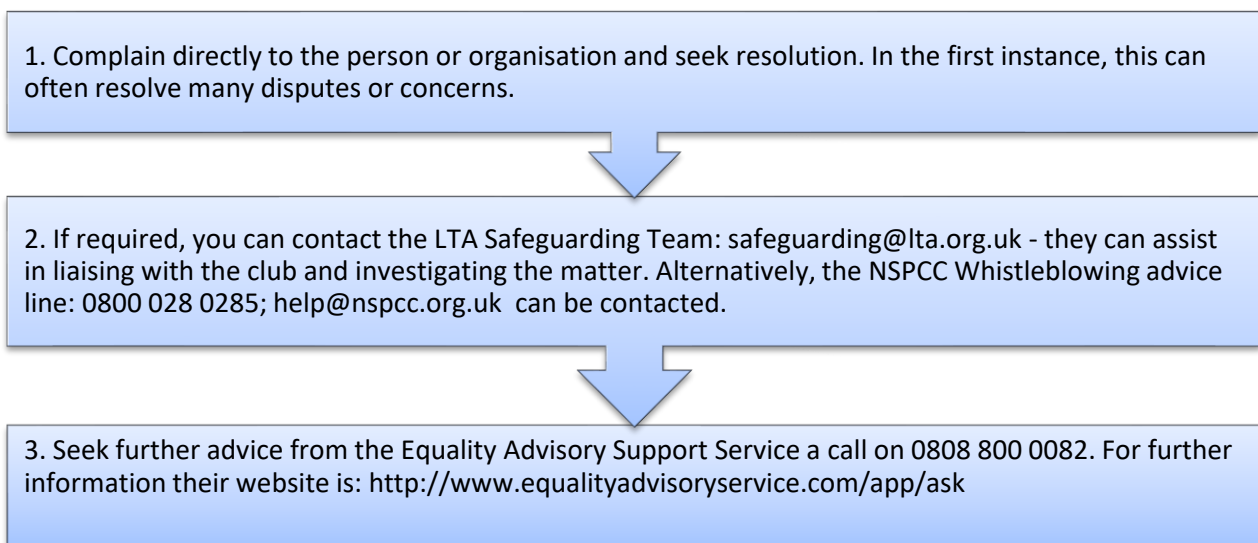 1. Complain directly to the person or organisation and seek resolution. In the first instance, this can
often resolve many disputes or concerns.
2. If required, you can contact the LTA Safeguarding Team: safeguarding@lta.org.uk - they can assist
in liaising with the club and investigating the matter. Alternatively, the NSPCC Whistleblowing advice
line: 0800 028 0285; help@nspcc.org.uk  can be contacted.
3. Seek further advice from the Equality Advisory Support Service a call on 0808 800 0082. For further
information their website is: http://www.equalityadvisoryservice.com/app/ask